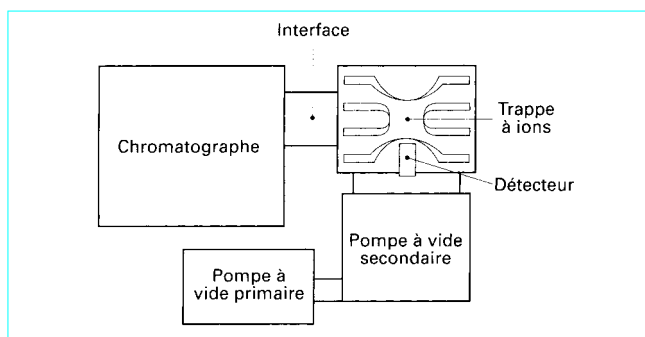 Interface
Chromatographe
Trappe
à ions
Détecteur
Pompe à vide
secondaire
Pompe à
vide primaire